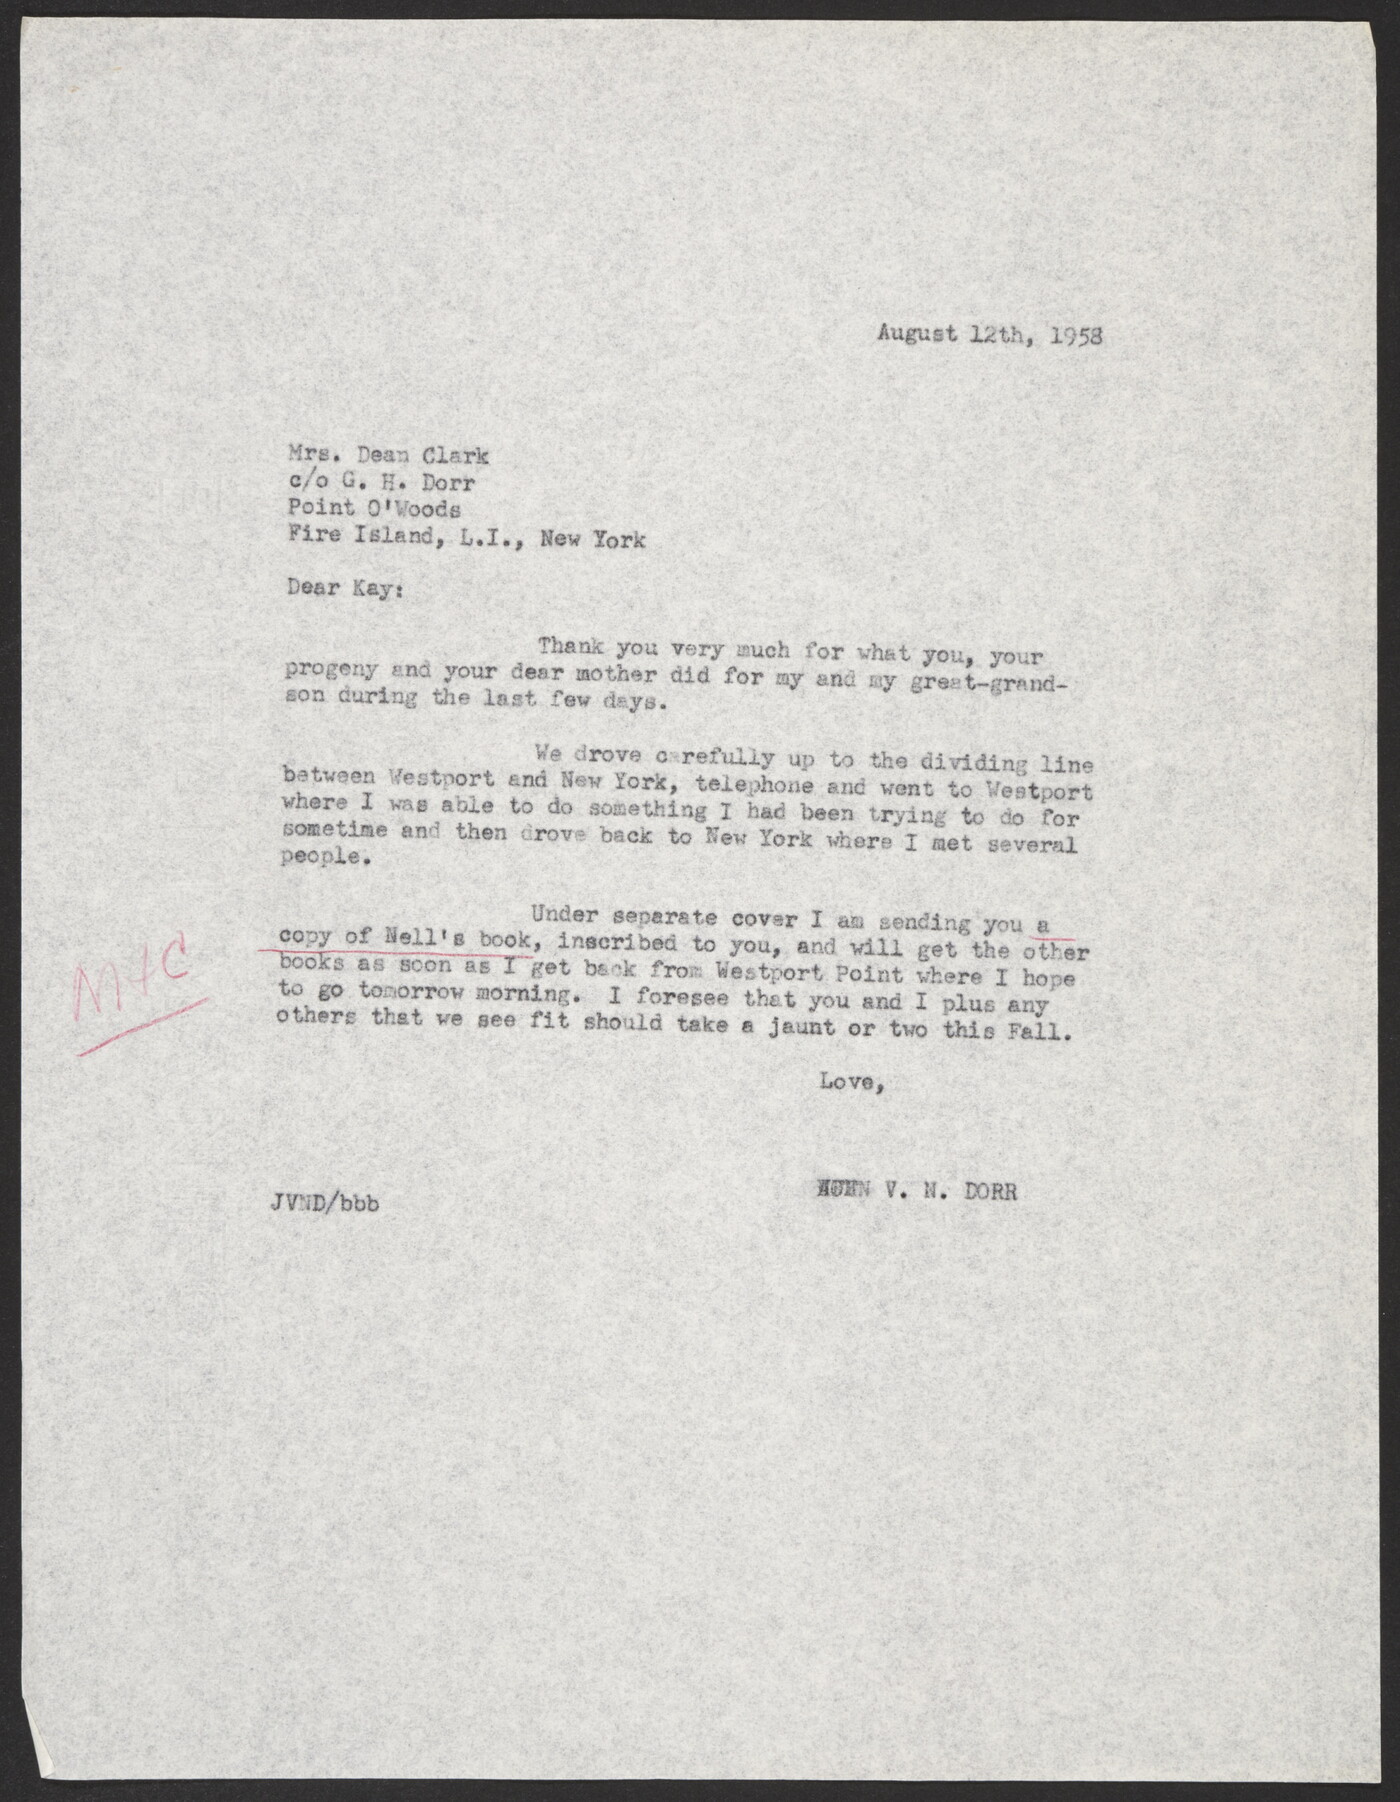 August 12th, 1958
Mrs. Dean Clark
c/o G. H. Dorr
Point O'Woods
Fire Island, L.I., New York
Dear Kay:
Thank you very much for what you, your
progeny and your dear mother did for my and my great-grand-
son during the last few days.
We drove carefully up to the dividing line
between Westport and New York, telephone and went to Westport
where I was able to do something I had been trying to do for
sometime and then drove back to New York where I met several
people.
Under separate cover I am sending you a
copy of Nell's book, inscribed to you, and will get the other
books as soon as I get back from Westport Point where I hope
to go tomorrow morning. I foresee that you and I plus any
others that we see fit should take a jaunt or two this Fall.
M+C
Love,
JOHN V. N. DORR
JVND/bbb